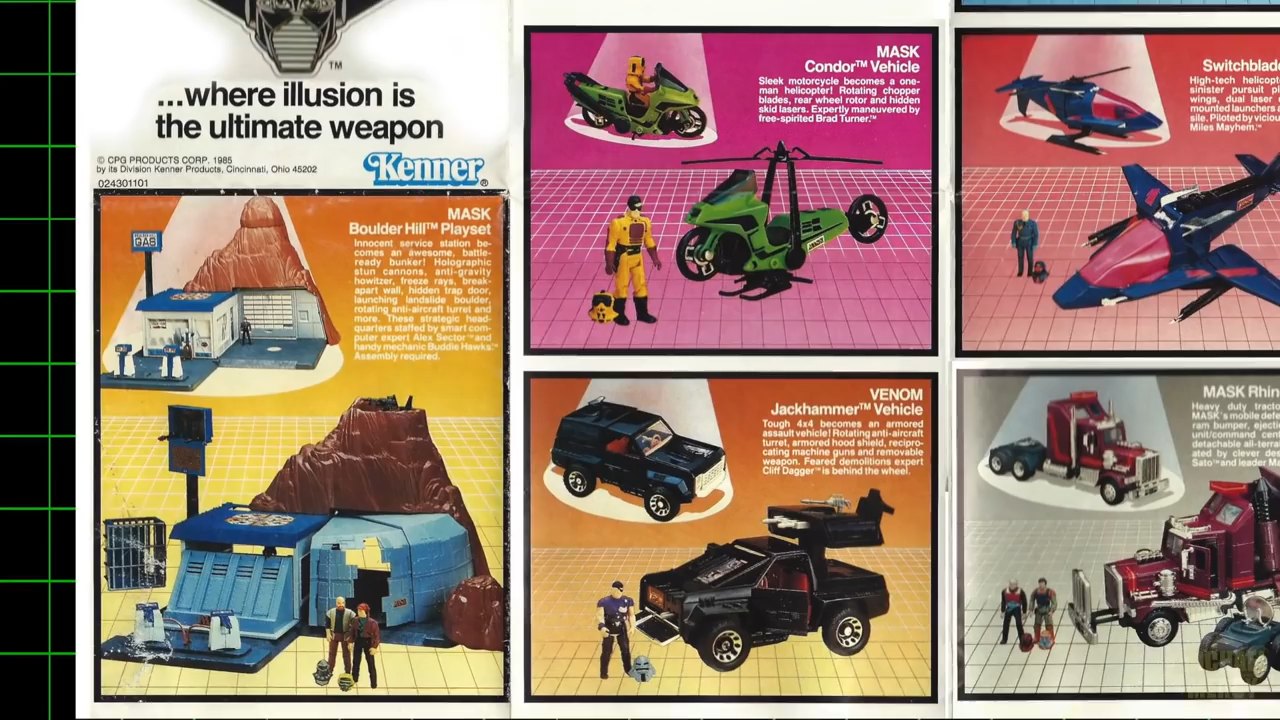 TM
...where illusion is
the ultimate weapon
© CPG PRODUCTS CORP. 1985
by its Division Kenner Products, Cincinnati, Ohio 45202
024301101
Kenner®
MASK
Boulder Hill™ Playset
Innocent service station be-
comes an awesome, battle-
ready bunker! Holographic
stun cannons, anti-gravity
howitzer, freeze rays, break-
apart wall, hidden trap door,
launching landslide boulder,
rotating anti-aircraft turret and
more. These strategic head-
quarters staffed by smart com-
puter expert Alex Sector™ and
handy mechanic Buddie Hawks.™
Assembly required.
GAS
MASK
Condor™ Vehicle
Sleek motorcycle becomes a one-
man helicopter! Rotating chopper
blades, rear wheel rotor and hidden
skid lasers. Expertly maneuvered by
free-spirited Brad Turner.™
VENOM
Jackhammer™ Vehicle
Tough 4x4 becomes an armored
assault vehicle! Rotating anti-aircraft
turret, armored hood shield, recipro-
cating machine guns and removable
weapon. Feared demolitions expert
Cliff Dagger™ is behind the wheel.
Switchblade
High-tech helicop
sinister pursuit pl
wings, dual laser
mounted launchers a
sile. Piloted by vicious
Miles Mayhem.™
MASK Rhin
Heavy duty tracto
MASK's mobile defe
ram bumper, ejecti
unit/command cent
detachable all-terra
ated by clever des
Sato™ and leader Ma